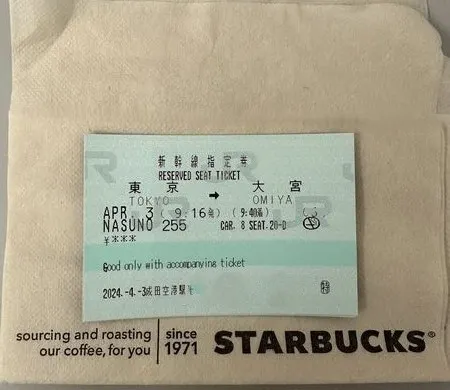 新幹線指定券
RESERVED SEAT TICKET
東京 → 大宮
TOKYO OMIYA
APR. 3 (9:16発) (9:40着)
NASUNO 255 CAR. 8 SEAT.20-D
¥***
Good only with accompanying ticket
2024.-4.-3成田空港駅
sourcing and roasting
our coffee, for you
since
1971
STARBUCKS®